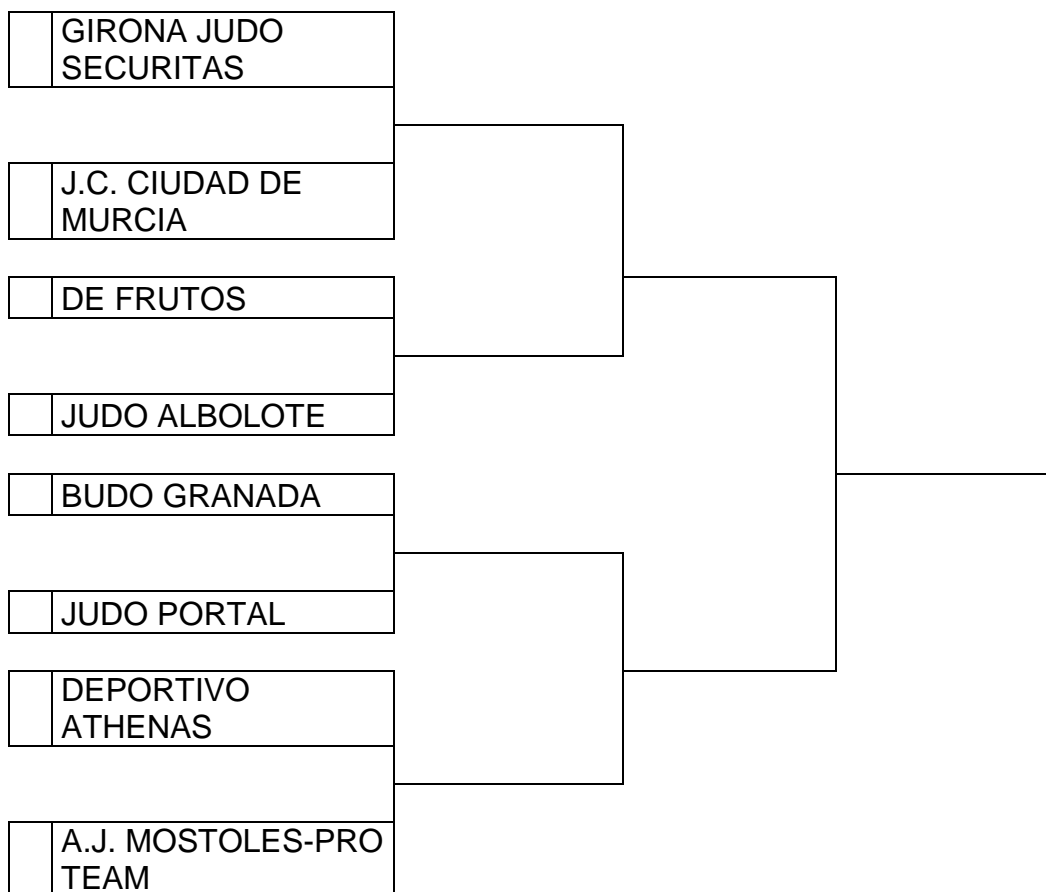 GIRONA JUDO
SECURITAS
J.C. CIUDAD DE
MURCIA
DE FRUTOS
JUDO ALBOLOTE
BUDO GRANADA
JUDO PORTAL
DEPORTIVO
ATHENAS
A.J. MOSTOLES-PRO
TEAM